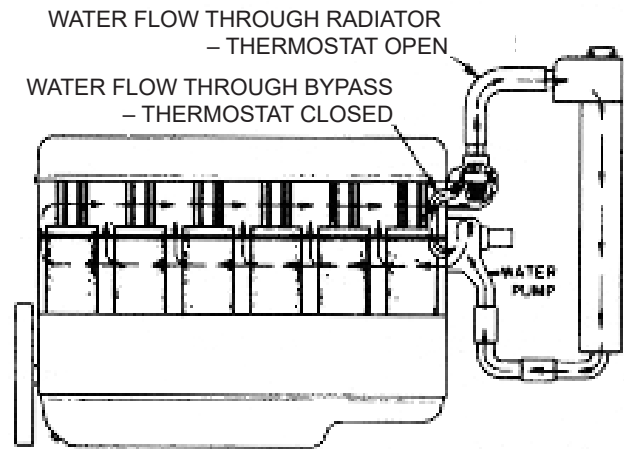 WATER FLOW THROUGH RADIATOR
– THERMOSTAT OPEN
WATER FLOW THROUGH BYPASS
– THERMOSTAT CLOSED
WATER
PUMP